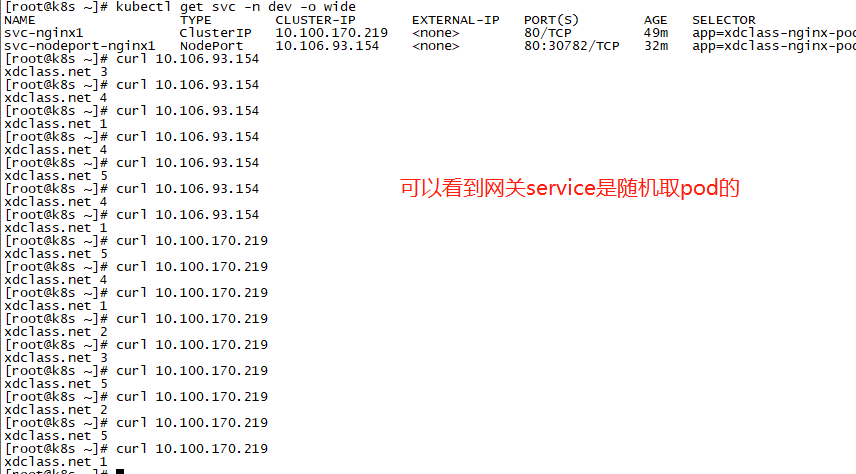 [root@k8s ~]# kubectl get svc -n dev -o wide
NAME TYPE CLUSTER-IP EXTERNAL-IP PORT(S) AGE SELECTOR
svc-nginx1 ClusterIP 10.100.170.219 <none> 80/TCP 49m app=xdclass-nginx-pod
svc-nodeport-nginx1 NodePort 10.106.93.154 <none> 80:30782/TCP 32m app=xdclass-nginx-pod
[root@k8s ~]# curl 10.106.93.154
xdclass.net 3
[root@k8s ~]# curl 10.106.93.154
xdclass.net 4
[root@k8s ~]# curl 10.106.93.154
xdclass.net 1
[root@k8s ~]# curl 10.106.93.154
xdclass.net 4
[root@k8s ~]# curl 10.106.93.154
xdclass.net 5
[root@k8s ~]# curl 10.106.93.154
xdclass.net 4
可以看到网关service是随机取pod的
[root@k8s ~]# curl 10.106.93.154
xdclass.net 1
[root@k8s ~]# curl 10.100.170.219
xdclass.net 5
[root@k8s ~]# curl 10.100.170.219
xdclass.net 4
[root@k8s ~]# curl 10.100.170.219
xdclass.net 1
[root@k8s ~]# curl 10.100.170.219
xdclass.net 2
[root@k8s ~]# curl 10.100.170.219
xdclass.net 3
[root@k8s ~]# curl 10.100.170.219
xdclass.net 5
[root@k8s ~]# curl 10.100.170.219
xdclass.net 2
[root@k8s ~]# curl 10.100.170.219
xdclass.net 5
[root@k8s ~]# curl 10.100.170.219
xdclass.net 1